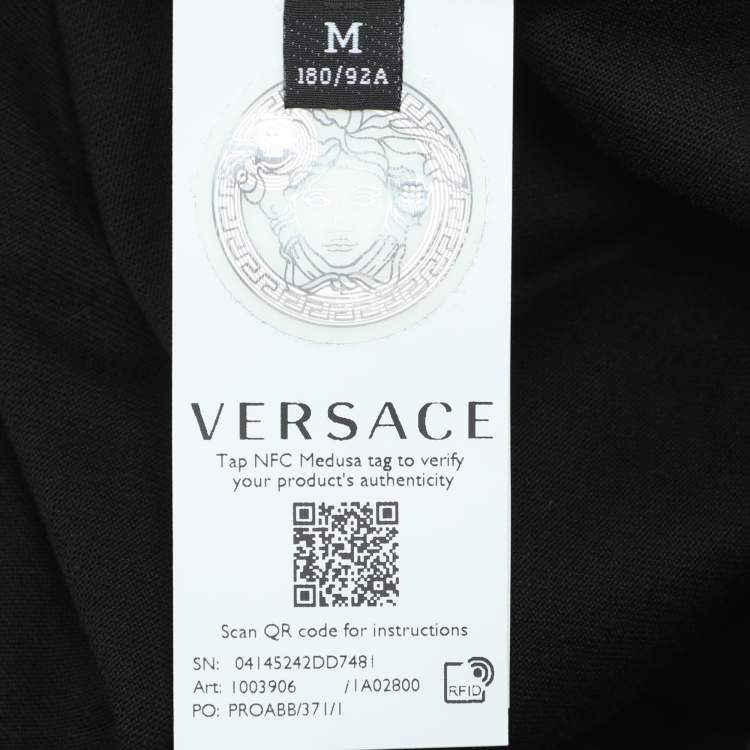 M
180/92A
VERSACE
Tap NFC Medusa tag to verify
your product's authenticity
Scan QR code for instructions
SN: 04145242DD7481
Art: 1003906 /1A02800
PO: PROABB/371/1
RFID